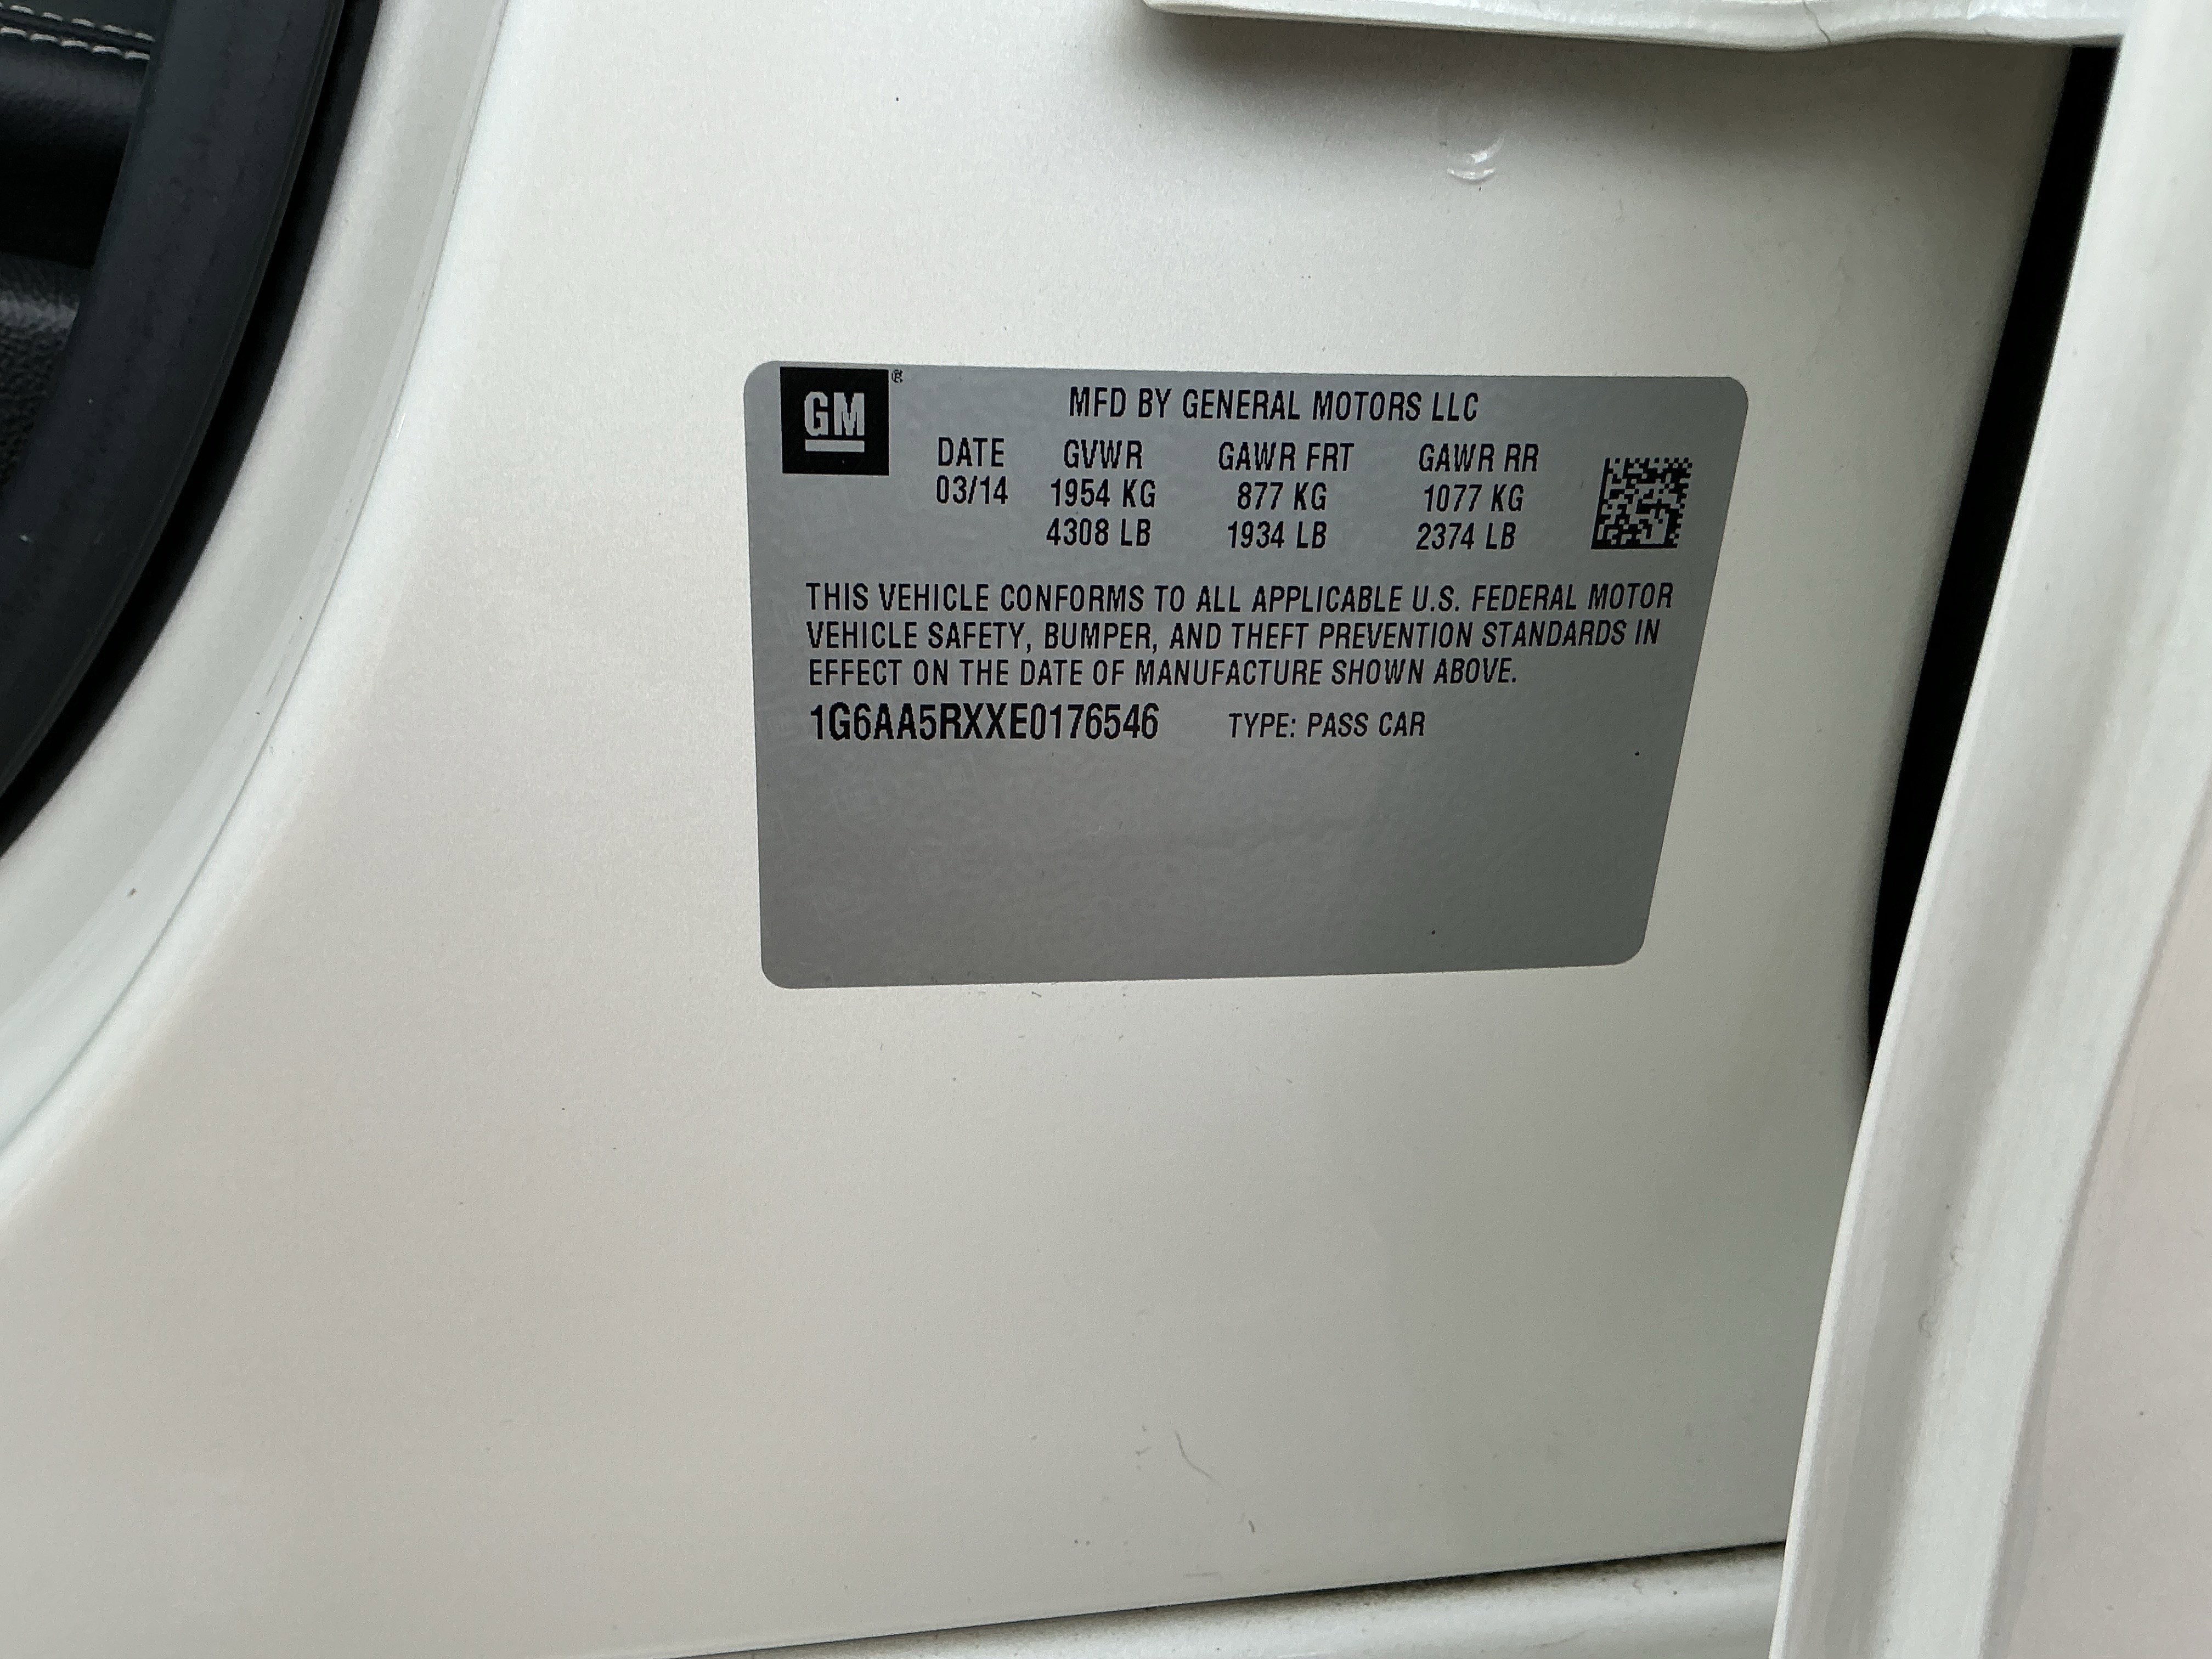 GM ®
MFD BY GENERAL MOTORS LLC
DATE GVWR GAWR FRT GAWR RR
03/14 1954 KG 877 KG 1077 KG
4308 LB 1934 LB 2374 LB
THIS VEHICLE CONFORMS TO ALL APPLICABLE U.S. FEDERAL MOTOR
VEHICLE SAFETY, BUMPER, AND THEFT PREVENTION STANDARDS IN
EFFECT ON THE DATE OF MANUFACTURE SHOWN ABOVE.
1G6AA5RXXE0176546 TYPE: PASS CAR